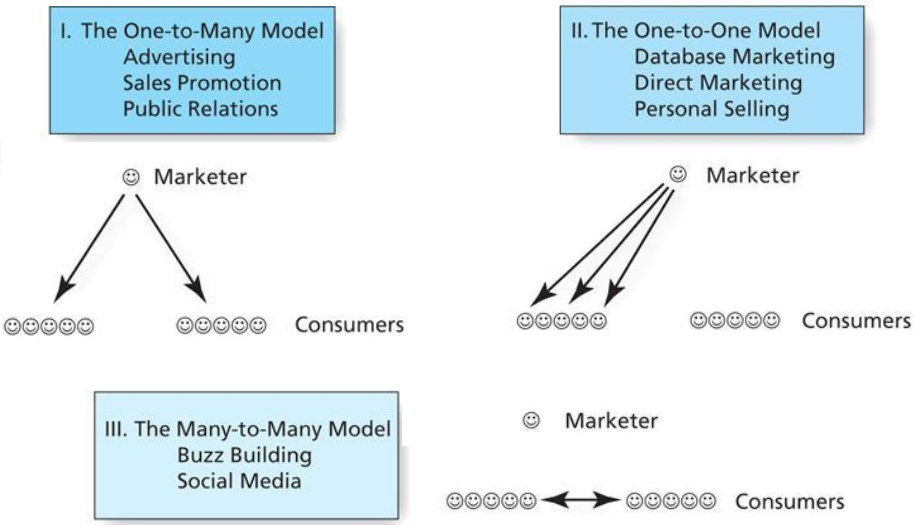 I. The One-to-Many Model
Advertising
Sales Promotion
Public Relations
Marketer
Consumers
II. The One-to-One Model
Database Marketing
Direct Marketing
Personal Selling
Marketer
Consumers
III. The Many-to-Many Model
Buzz Building
Social Media
Marketer
Consumers